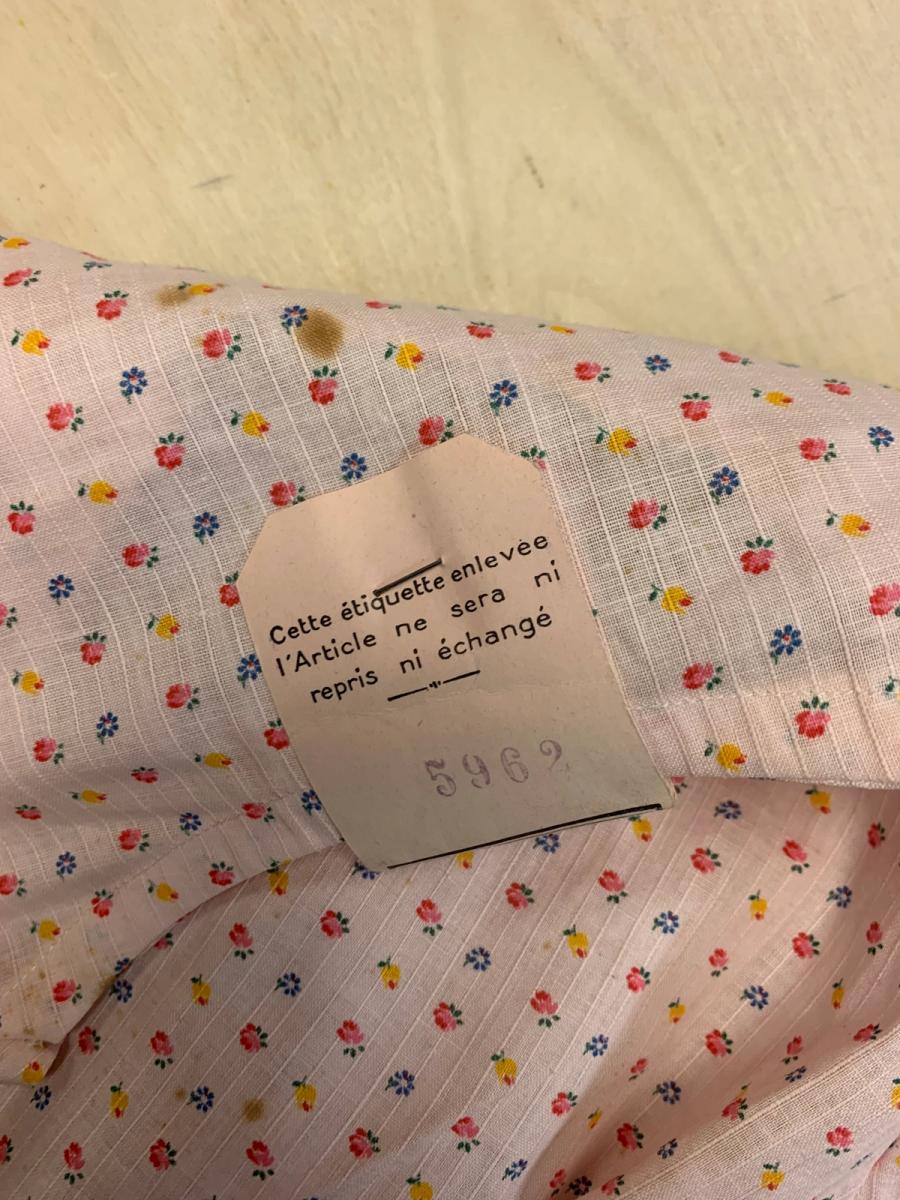 Cette étiquette enlevée
l'Article ne sera ni
repris ni échangé
5962